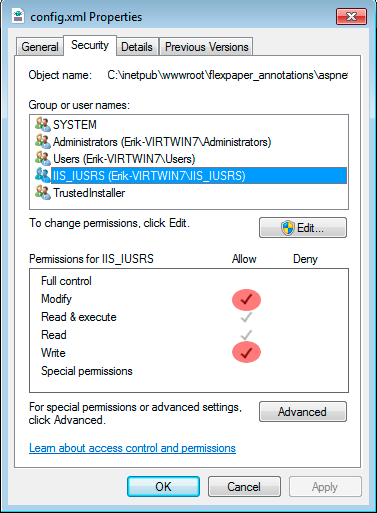 config.xml Properties
General Security Details Previous Versions
Object name: C:\inetpub\wwwroot\flexpaper_annotations\aspnet
Group or user names:
SYSTEM
Administrators (Erik-VIRTWIN7\Administrators)
Users (Erik-VIRTWIN7\Users)
IIS_IUSRS (Erik-VIRTWIN7\IIS_IUSRS)
TrustedInstaller
To change permissions, click Edit.
Edit...
Permissions for IIS_IUSRS Allow Deny
Full control
Modify
Read & execute
Read
Write
Special permissions
For special permissions or advanced settings,
click Advanced.
Advanced
Learn about access control and permissions
OK Cancel Apply